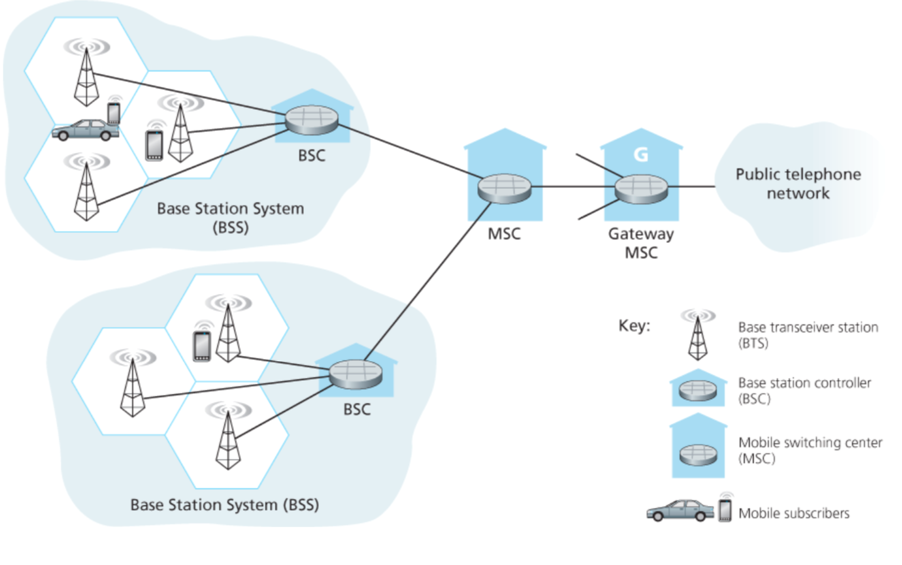 BSC
Base Station System
(BSS)
MSC
G
Gateway
MSC
Public telephone
network
BSC
Base Station System (BSS)
Key:
Base transceiver station
(BTS)
Base station controller
(BSC)
Mobile switching center
(MSC)
Mobile subscribers